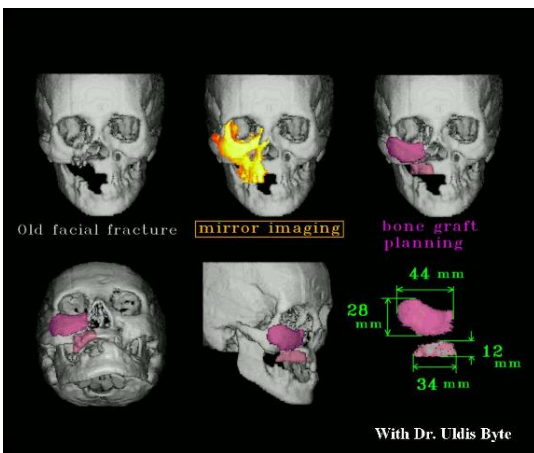 Old facial fracture
mirror imaging
bone graft
planning
44 mm
28
mm
12
mm
34 mm
With Dr. Uldis Byte